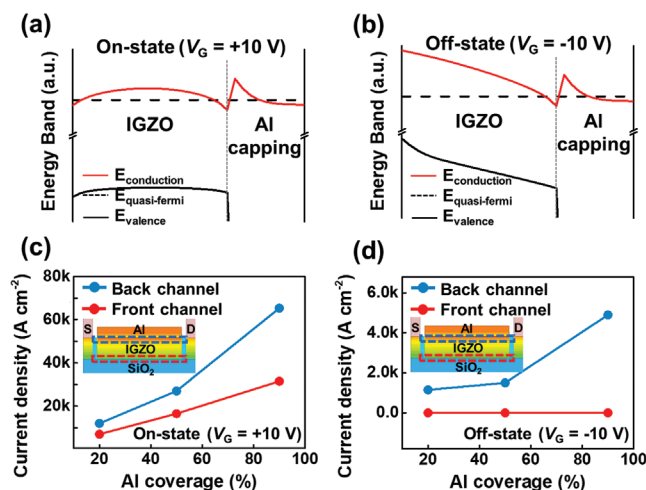 (a)
On-state (VG = +10 V)
Energy Band (a.u.)
IGZO
Al
capping
Econduction
Equasi-fermi
Evalence
(b)
Off-state (VG = -10 V)
Energy Band (a.u.)
IGZO
Al
capping
Econduction
Equasi-fermi
Evalence
(c)
Current density (A cm-2)
80k
60k
40k
20k
Back channel
Front channel
S
Al
D
IGZO
SiO2
On-state (VG = +10 V)
20 40 60 80 100
Al coverage (%)
(d)
Current density (A cm-2)
6.0k
4.0k
2.0k
0.0
Back channel
Front channel
S
Al
D
IGZO
SiO2
Off-state (VG = -10 V)
20 40 60 80 100
Al coverage (%)